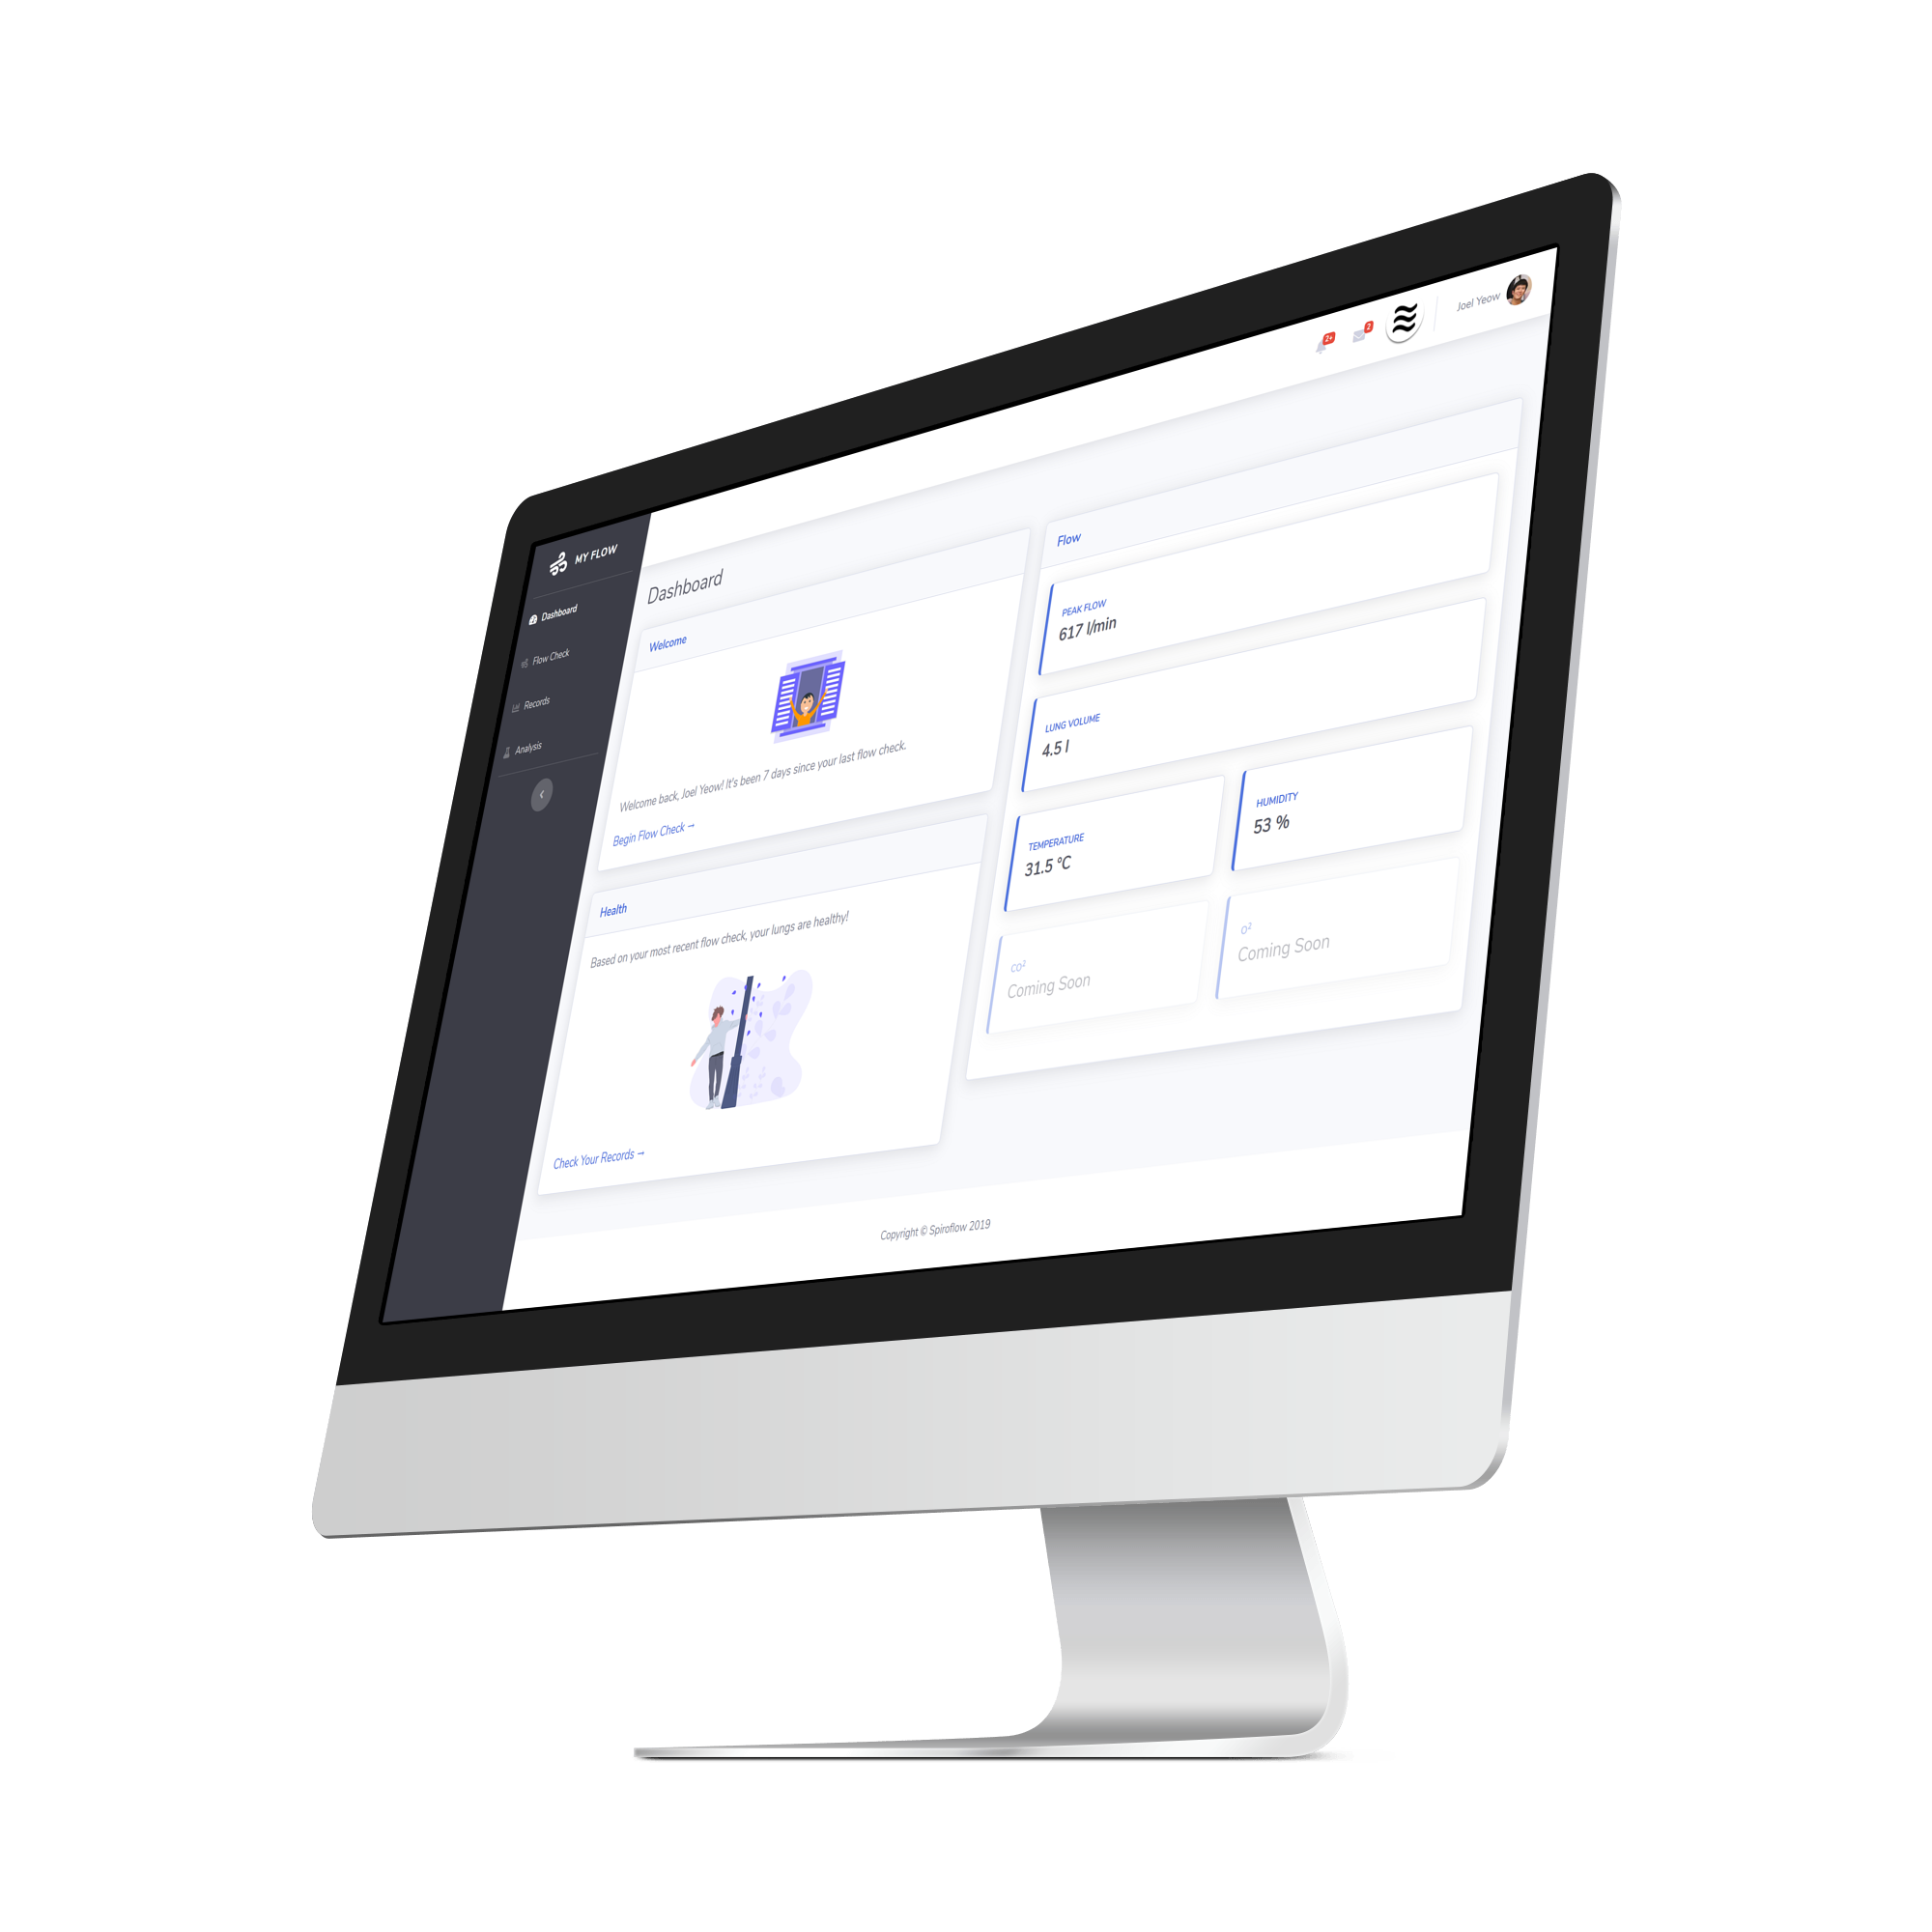 2+
2
Joel Yeow
MY FLOW
Dashboard
Flow Check
Records
Analysis
Dashboard
Welcome
Welcome back, Joel Yeow! It's been 7 days since your last flow check.
Begin Flow Check →
Health
Based on your most recent flow check, your lungs are healthy!
Check Your Records →
Flow
PEAK FLOW
617 l/min
LUNG VOLUME
4.5 l
TEMPERATURE
31.5 °C
HUMIDITY
53 %
CO²
Coming Soon
O²
Coming Soon
Copyright © Spiroflow 2019